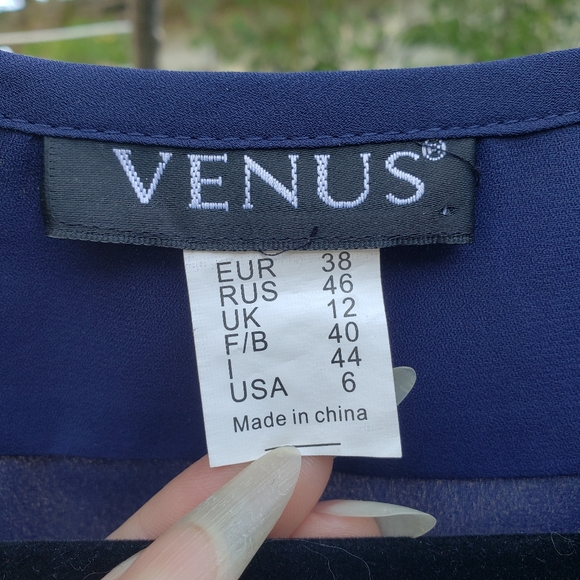 VENUS®
EUR 38
RUS 46
UK 12
F/B 40
I 44
USA 6
Made in china